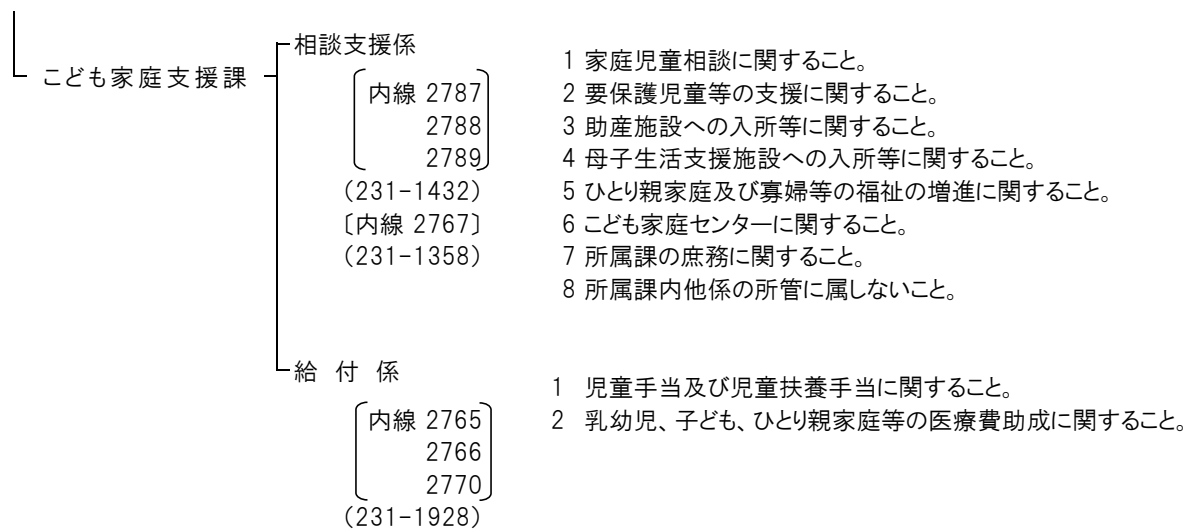 こども家庭支援課
相談支援係
内線 2787
2788
2789
(231-1432)
〔内線 2767〕
(231-1358)
1 家庭児童相談に関すること。
2 要保護児童等の支援に関すること。
3 助産施設への入所等に関すること。
4 母子生活支援施設への入所等に関すること。
5 ひとり親家庭及び寡婦等の福祉の増進に関すること。
6 こども家庭センターに関すること。
7 所属課の庶務に関すること。
8 所属課内他係の所管に属しないこと。
給 付 係
内線 2765
2766
2770
(231-1928)
1 児童手当及び児童扶養手当に関すること。
2 乳幼児、子ども、ひとり親家庭等の医療費助成に関すること。